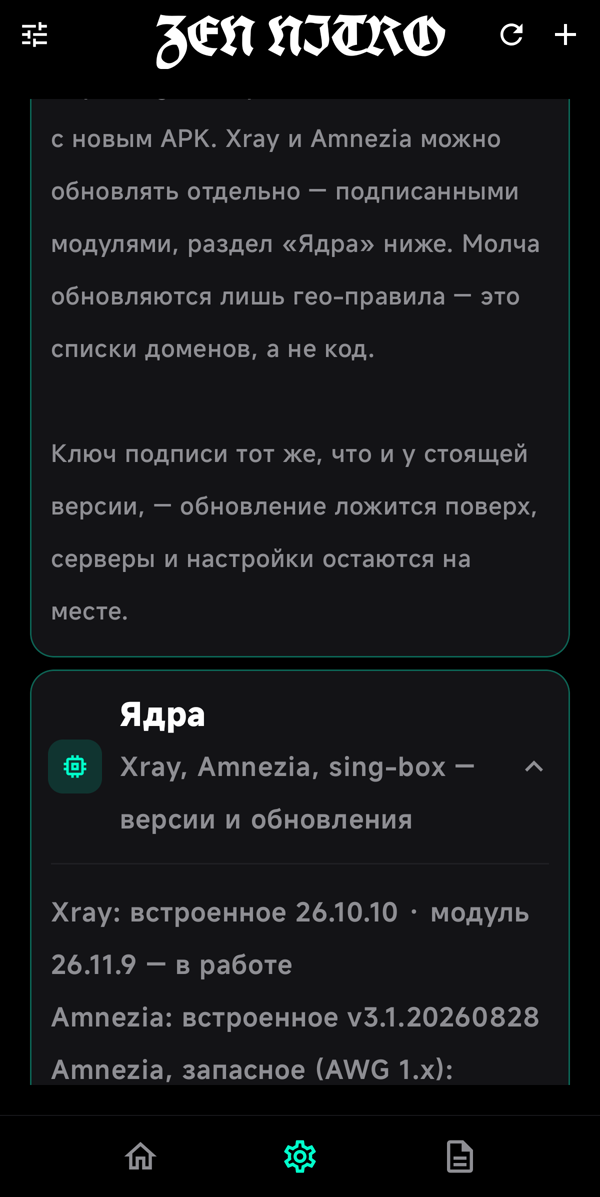 ZEN NITRO
с новым APK. Xray и Amnezia можно
обновлять отдельно — подписанными
модулями, раздел «Ядра» ниже. Молча
обновляются лишь гео-правила — это
списки доменов, а не код.
Ключ подписи тот же, что и у стоящей
версии, — обновление ложится поверх,
серверы и настройки остаются на
месте.
Ядра
Xray, Amnezia, sing-box —
версии и обновления
Xray: встроенное 26.10.10 · модуль
26.11.9 — в работе
Amnezia: встроенное v3.1.20260828
Amnezia, запасное (AWG 1.x):